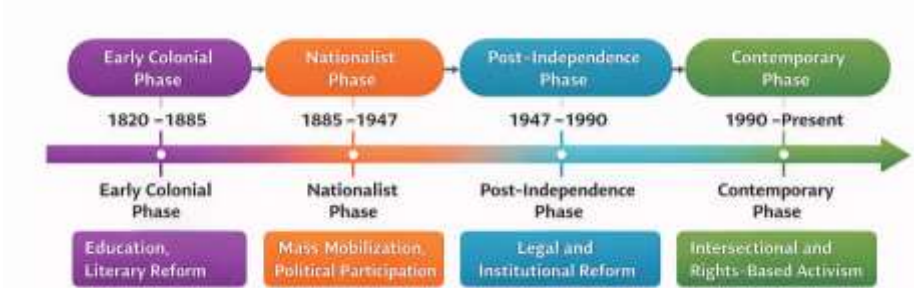 Early Colonial
Phase
Nationalist
Phase
Post-Independence
Phase
Contemporary
Phase
1820 –1885
1885 –1947
1947 –1990
1990 –Present
Early Colonial
Phase
Nationalist
Phase
Post-Independence
Phase
Contemporary
Phase
Education,
Literary Reform
Mass Mobilization,
Political Participation
Legal and
Institutional Reform
Intersectional and
Rights-Based Activism